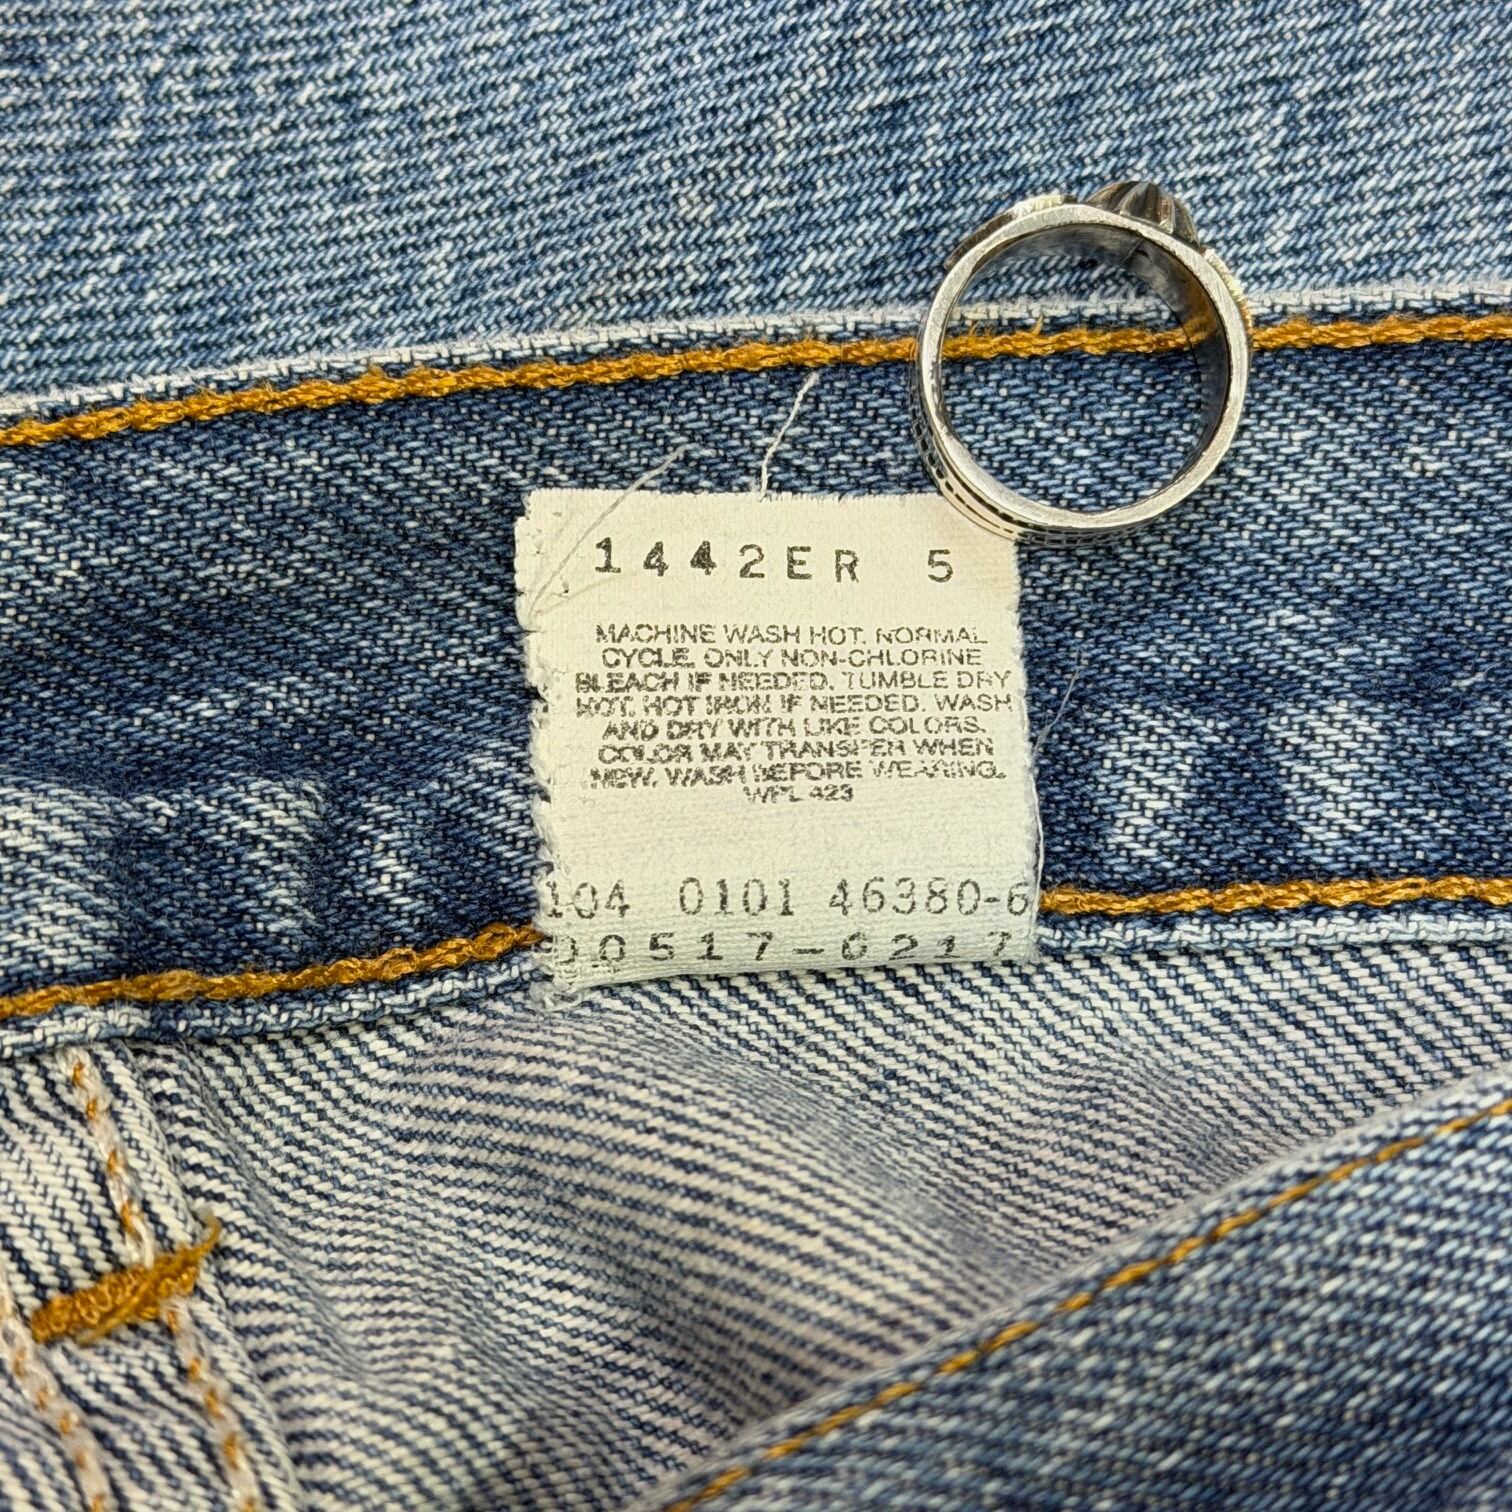 1442ER 5
MACHINE WASH HOT. NORMAL
CYCLE. ONLY NON-CHLORINE
BLEACH IF NEEDED. TUMBLE DRY
HOT. HOT IRON IF NEEDED. WASH
AND DRY WITH LIKE COLORS.
COLOR MAY TRANSFER WHEN
NEW. WASH BEFORE WEARING.
WPL 423
104 0101 46380-6
00517-0217